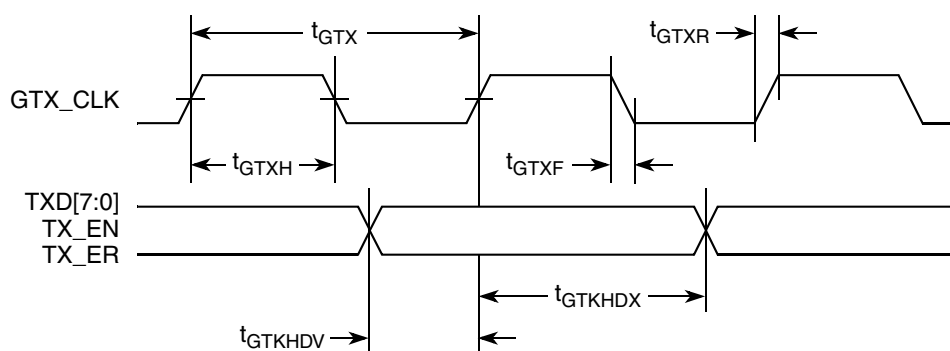 tGTX
tGTXR
GTX_CLK
tGTXH
tGTXF
TXD[7:0]
TX_EN
TX_ER
tGTKHDX
tGTKHDV